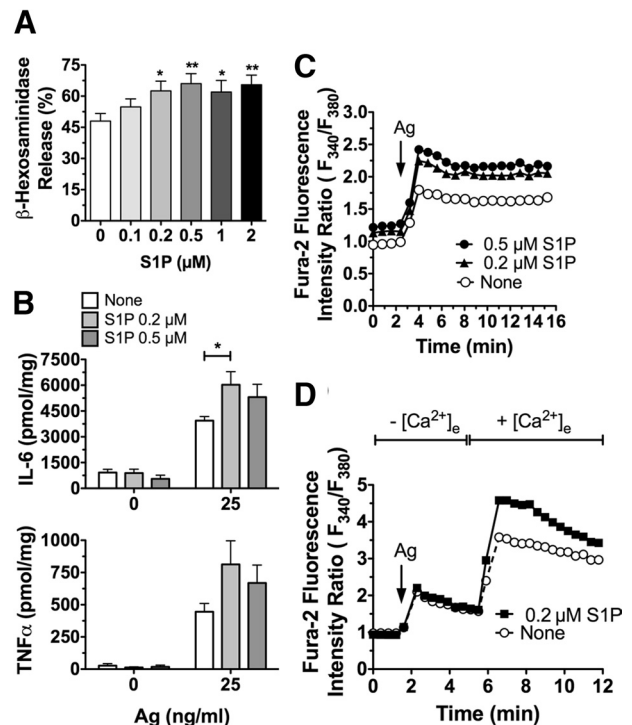 A
β-Hexosaminidase
Release (%)
75
60
45
30
15
0
* ** * **
0 0.1 0.2 0.5 1 2
S1P (μM)
B
None
S1P 0.2 μM
S1P 0.5 μM
IL-6 (pmol/mg)
7500
6000
4500
3000
1500
0
*
0 25
TNFα (pmol/mg)
1000
750
500
250
0
0 25
Ag (ng/ml)
C
Fura-2 Fluorescence
Intensity Ratio ( F340/F380)
3.0
2.5
2.0
1.5
1.0
0.5
0.0
Ag
0.5 μM S1P
0.2 μM S1P
None
0 2 4 6 8 10 12 14 16
Time (min)
D
- [Ca2+]e + [Ca2+]e
Fura-2 Fluorescence
Intensity Ratio ( F340/F380)
5
4
3
2
1
0
Ag
0.2 μM S1P
None
0 2 4 6 8 10 12
Time (min)